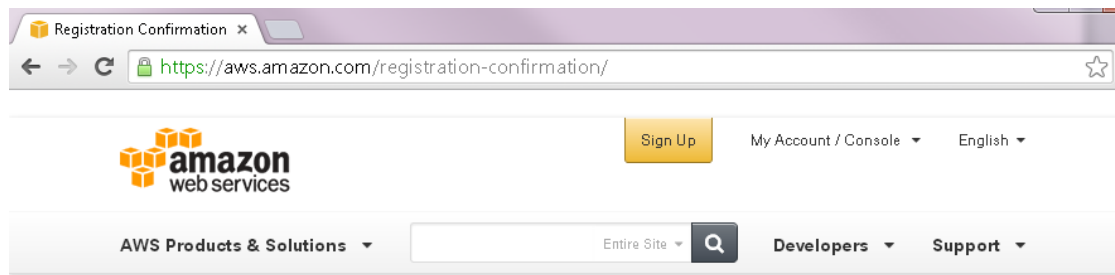 Registration Confirmation
https://aws.amazon.com/registration-confirmation/
amazon
web services
Sign Up
My Account / Console
English
AWS Products & Solutions
Entire Site
Developers
Support